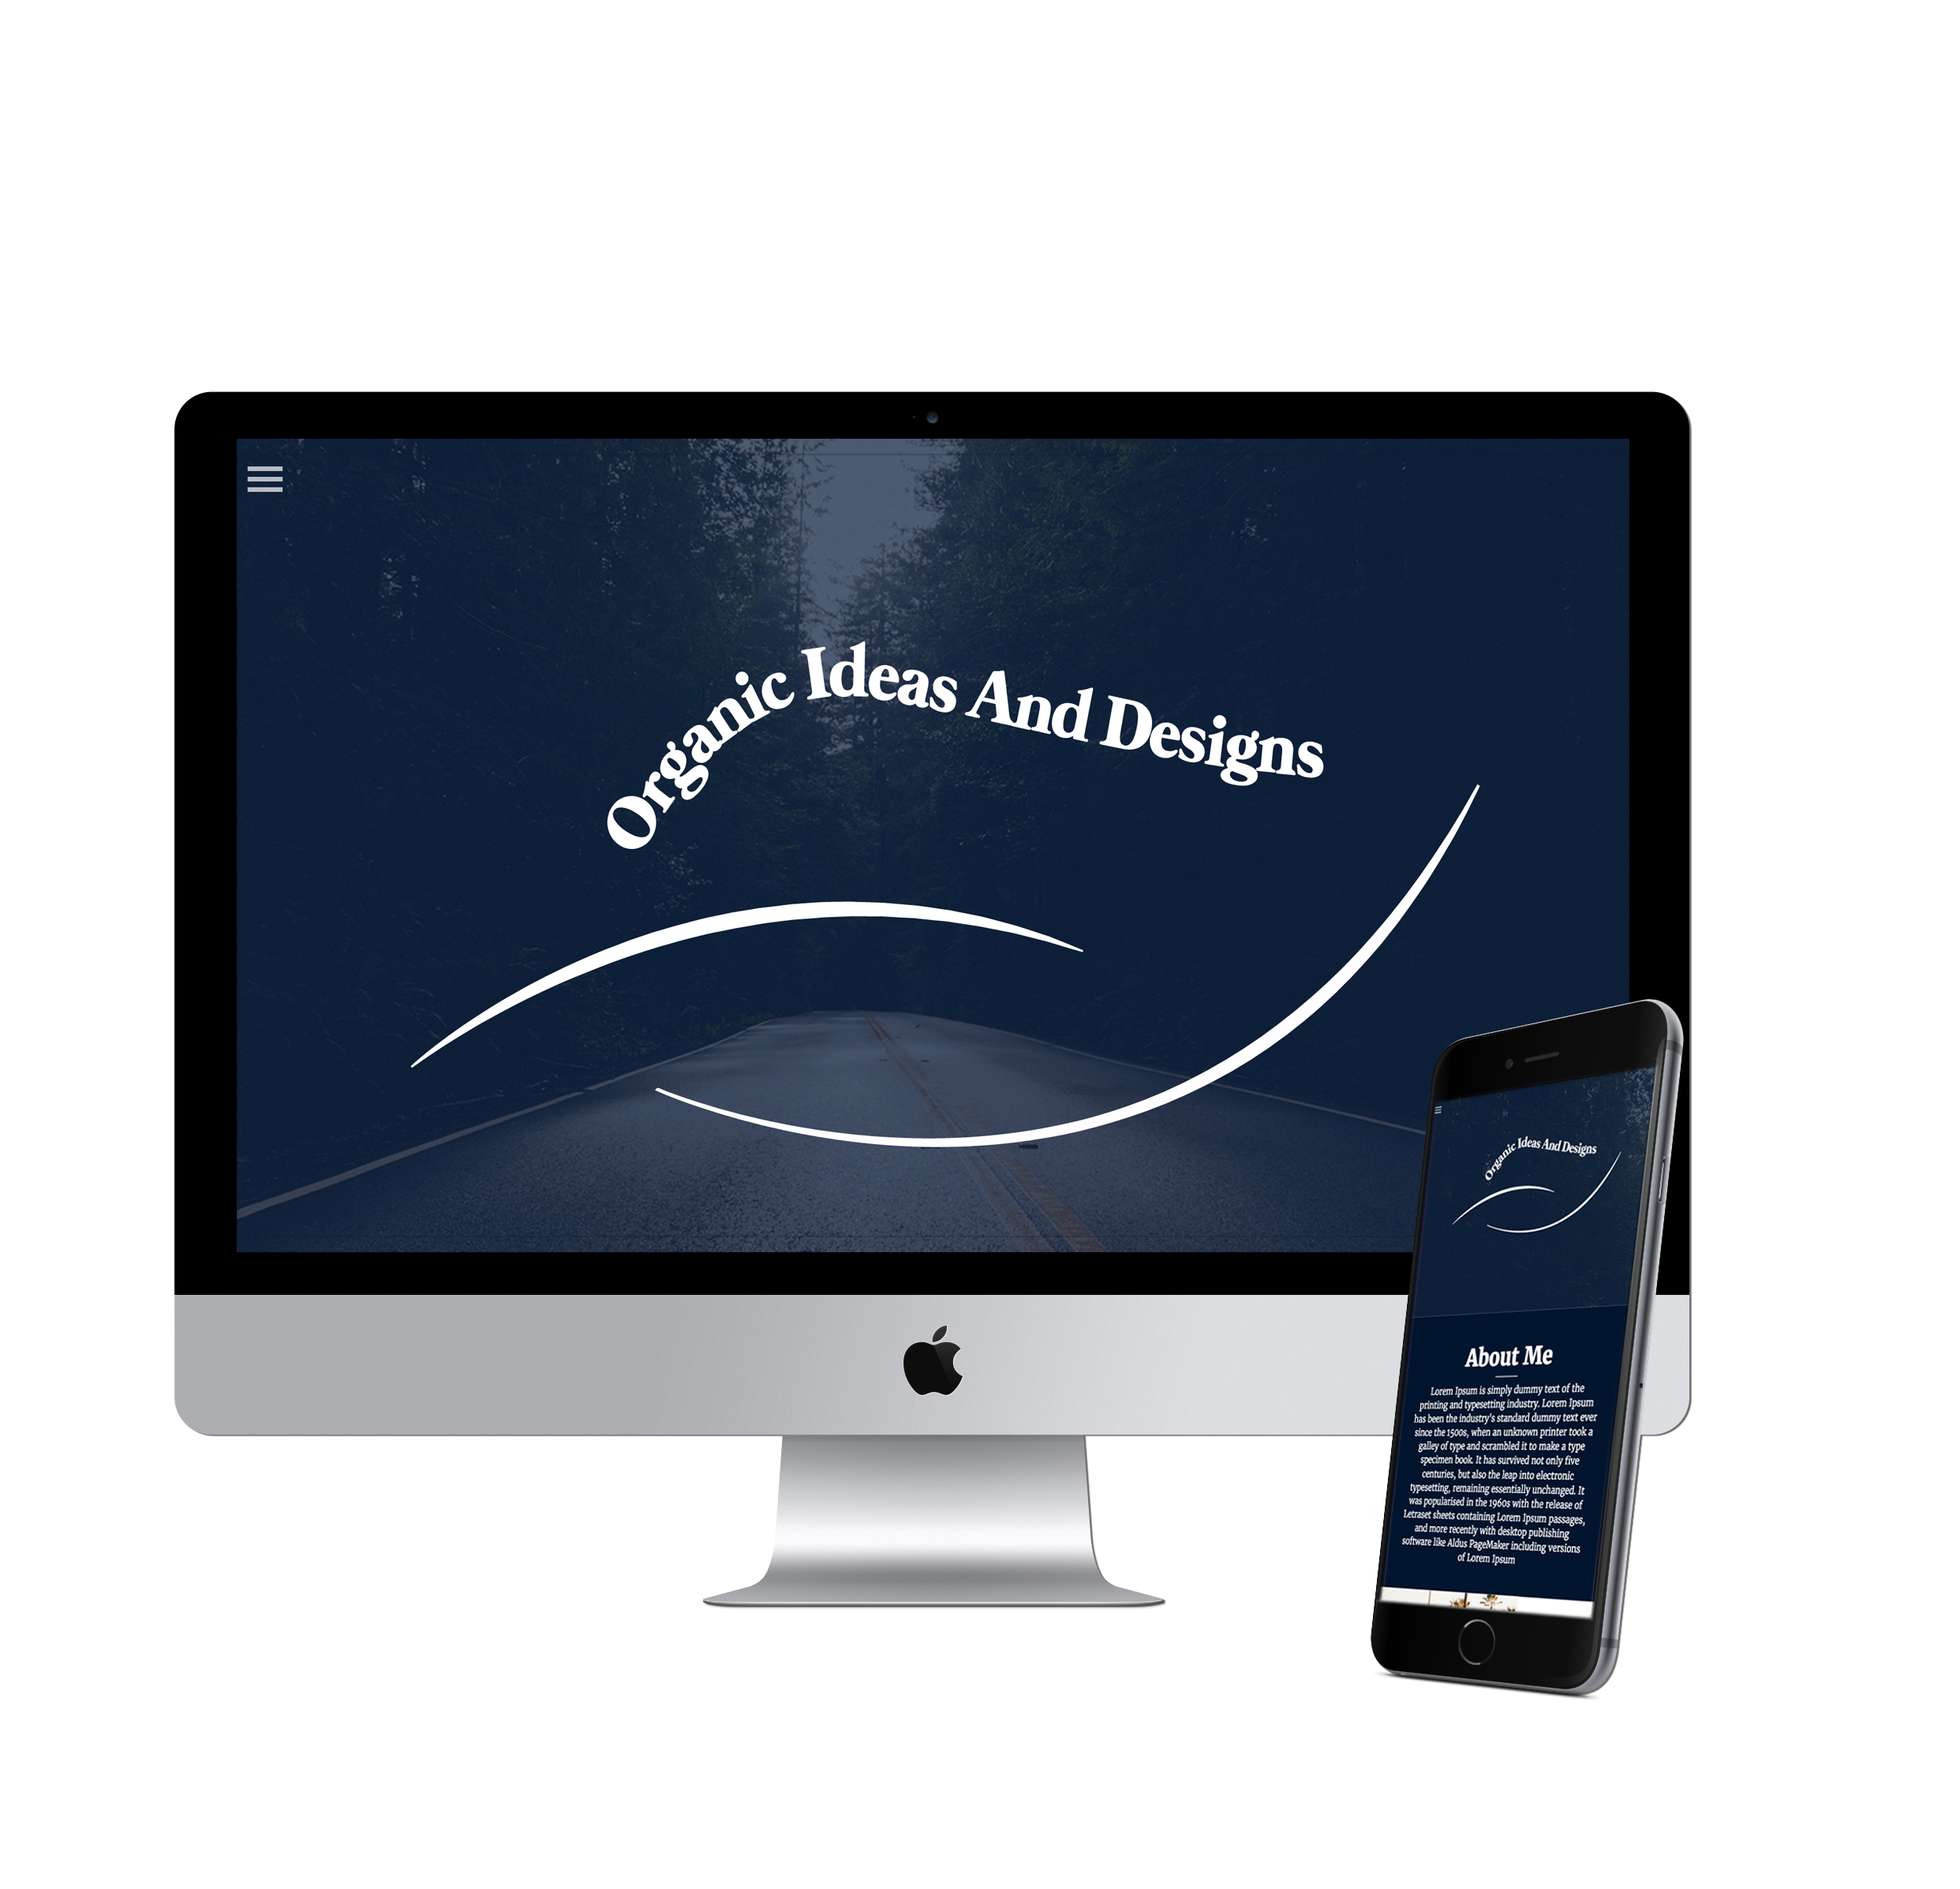 Organic Ideas And Designs
Organic Ideas And Designs
About Me
Lorem Ipsum is simply dummy text of the
printing and typesetting industry. Lorem Ipsum
has been the industry's standard dummy text ever
since the 1500s, when an unknown printer took a
galley of type and scrambled it to make a type
specimen book. It has survived not only five
centuries, but also the leap into electronic
typesetting, remaining essentially unchanged. It
was popularised in the 1960s with the release of
Letraset sheets containing Lorem Ipsum passages,
and more recently with desktop publishing
software like Aldus PageMaker including versions
of Lorem Ipsum